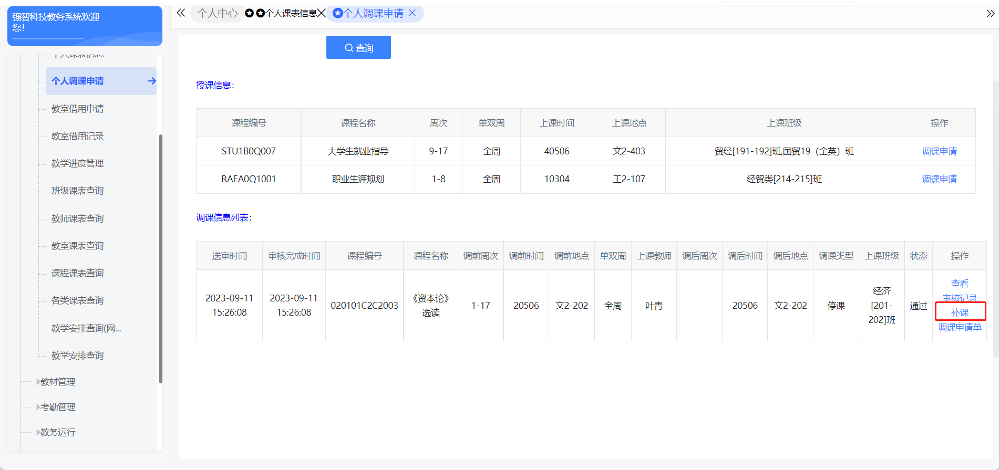 强智科技教务系统欢迎
您!
个人中心
个人课表信息
个人调课申请
个人课表信息
个人调课申请
教室借用申请
教室借用记录
教学进度管理
班级课表查询
教师课表查询
教室课表查询
课程课表查询
各类课表查询
教学安排查询(网...
教学安排查询
教材管理
考勤管理
教务运行
查询
授课信息:
课程编号 课程名称 周次 单双周 上课时间 上课地点 上课班级 操作
STU1B0Q007 大学生就业指导 9-17 全周 40506 文2-403 贸经[191-192]班,国贸19（全英）班 调课申请
RAEA0Q1001 职业生涯规划 1-8 全周 10304 工2-107 经贸类[214-215]班 调课申请
调课信息列表:
送审时间 审核完成时间 课程编号 课程名称 调前周次 调前时间 调前地点 单双周 上课教师 调后周次 调后时间 调后地点 调课类型 上课班级 状态 操作
2023-09-11
15:26:08
2023-09-11
15:26:08
020101C2C2003
《资本论》
选读
1-17
20506
文2-202
全周
叶青
20506
文2-202
停课
经济
[201-
202]班
通过
查看
审核记录
补课
调课申请单